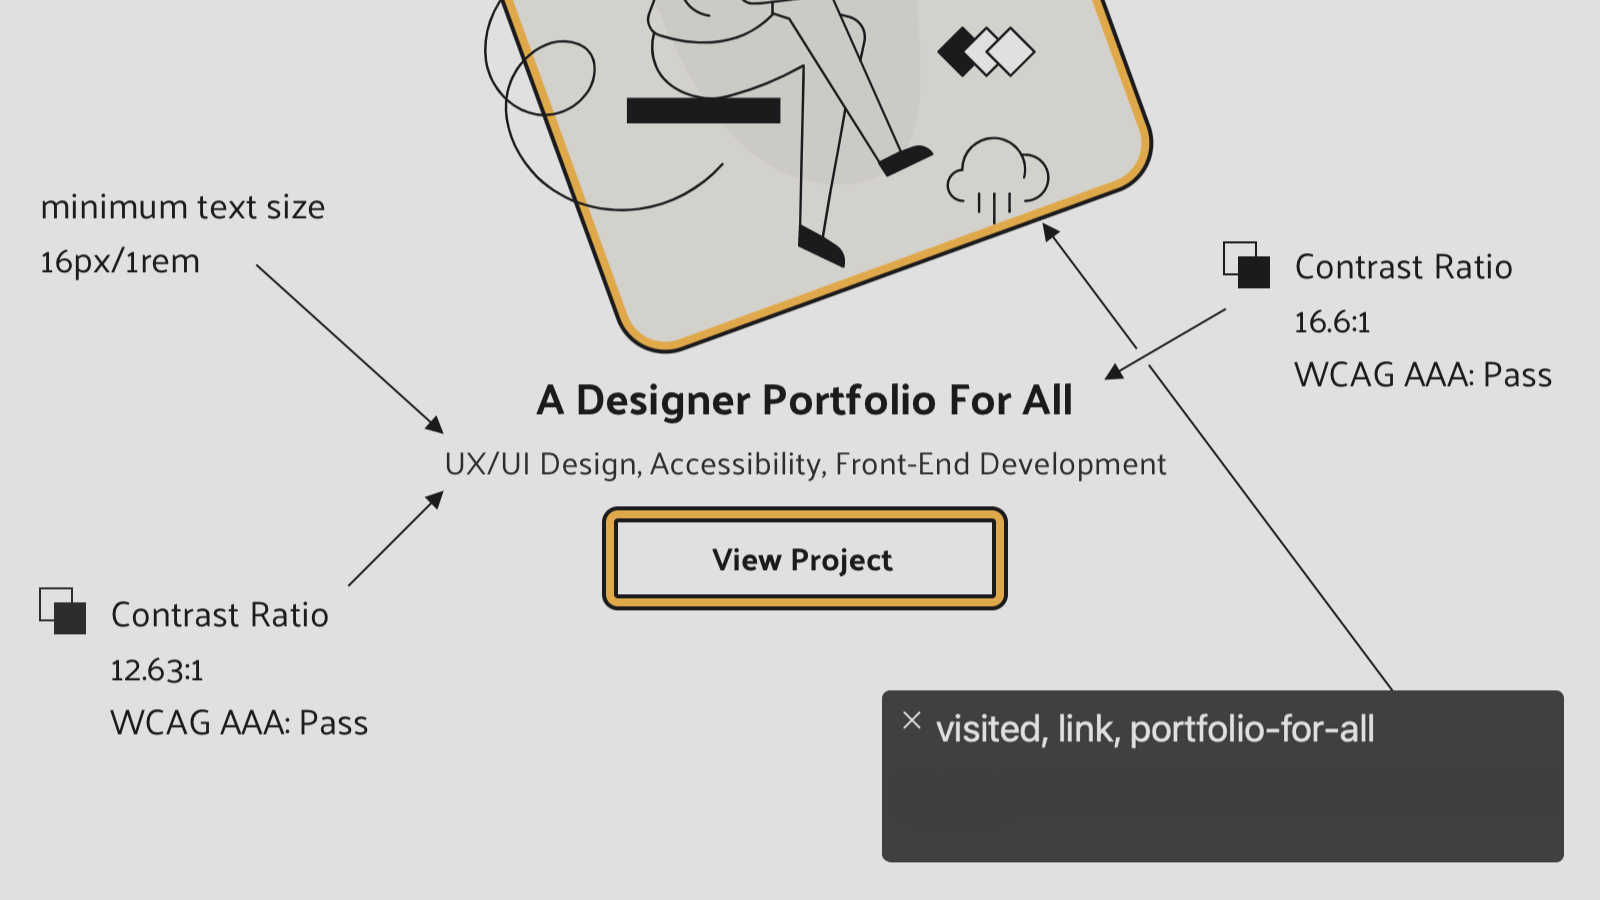 minimum text size
16px/1rem
Contrast Ratio
16.6:1
WCAG AAA: Pass
A Designer Portfolio For All
UX/UI Design, Accessibility, Front-End Development
View Project
Contrast Ratio
12.63:1
WCAG AAA: Pass
visited, link, portfolio-for-all